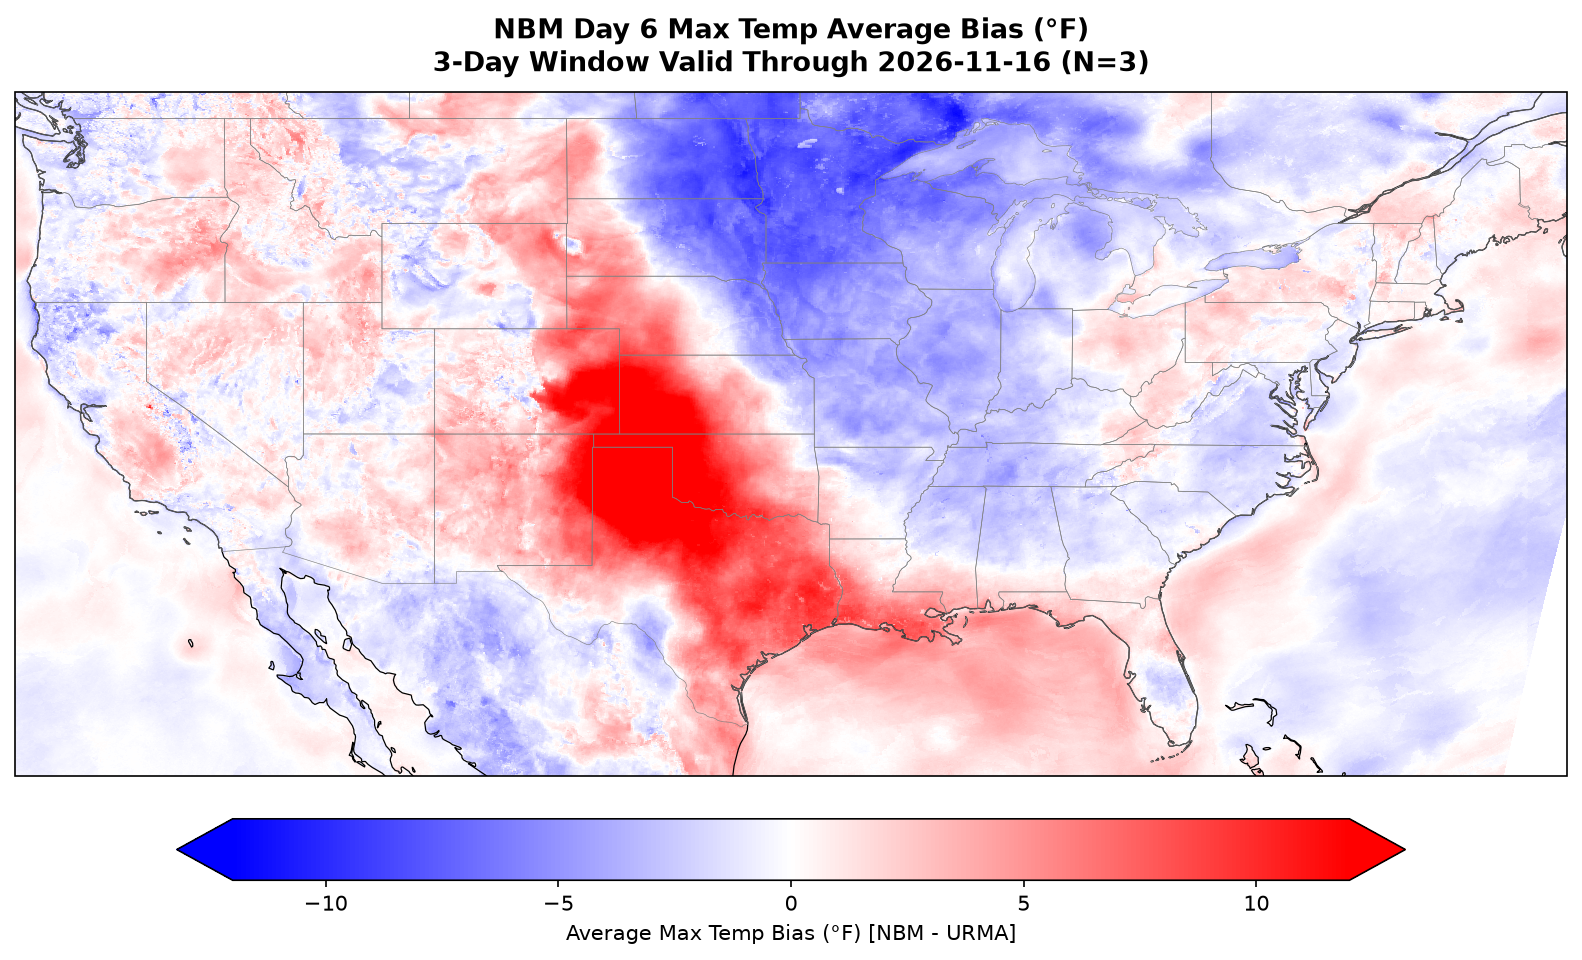 NBM Day 6 Max Temp Average Bias (°F)
3-Day Window Valid Through 2026-11-16 (N=3)
−10 −5 0 5 10
Average Max Temp Bias (°F) [NBM - URMA]